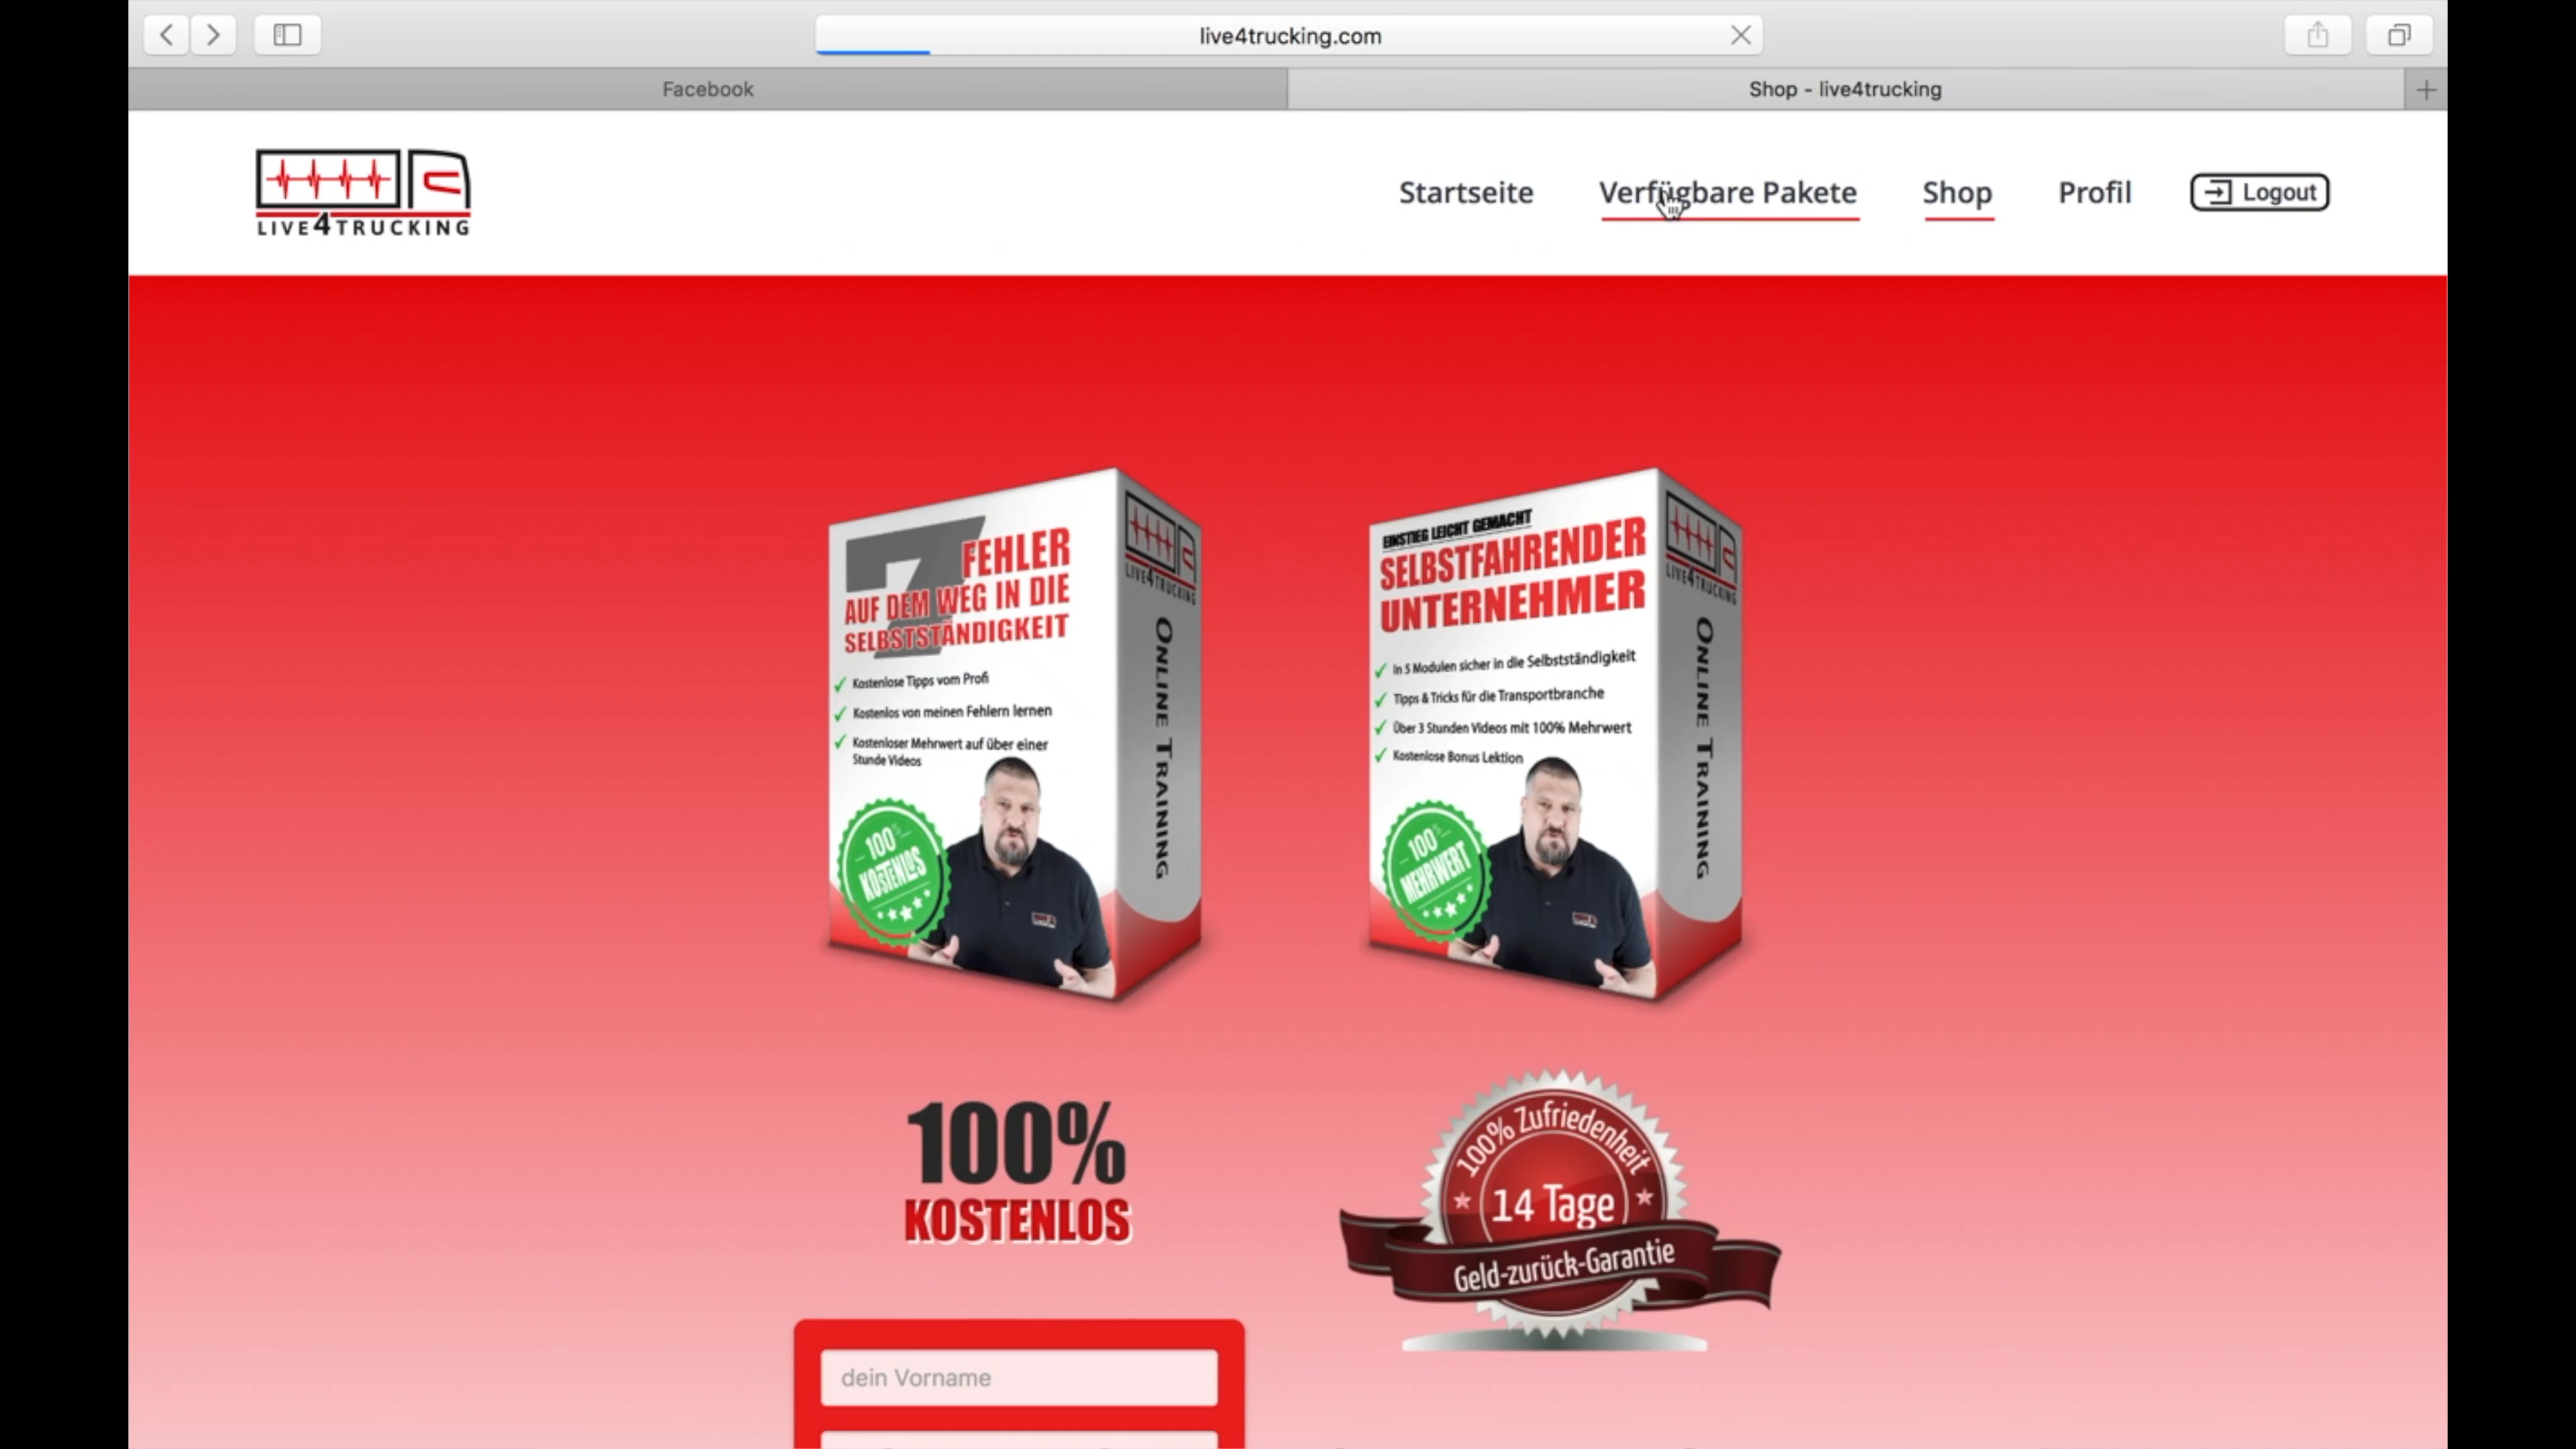 live4trucking.com
Facebook
Shop - live4trucking
LIVE4TRUCKING
Startseite
Verfügbare Pakete
Shop
Profil
Logout
7 FEHLER
AUF DEM WEG IN DIE
SELBSTSTÄNDIGKEIT
Kostenlose Tipps vom Profi
Kostenlos von meinen Fehlern lernen
Kostenloser Mehrwert auf über einer
Stunde Videos
100%
KOSTENLOS
LIVE4TRUCKING
ONLINE TRAINING
EINSTIEG LEICHT GEMACHT
SELBSTFAHRENDER
UNTERNEHMER
In 5 Modulen sicher in die Selbstständigkeit
Tipps & Tricks für die Transportbranche
Über 3 Stunden Videos mit 100% Mehrwert
Kostenlose Bonus Lektion
100%
MEHRWERT
LIVE4TRUCKING
ONLINE TRAINING
100%
KOSTENLOS
100% Zufriedenheit
14 Tage
Geld-zurück-Garantie
dein Vorname